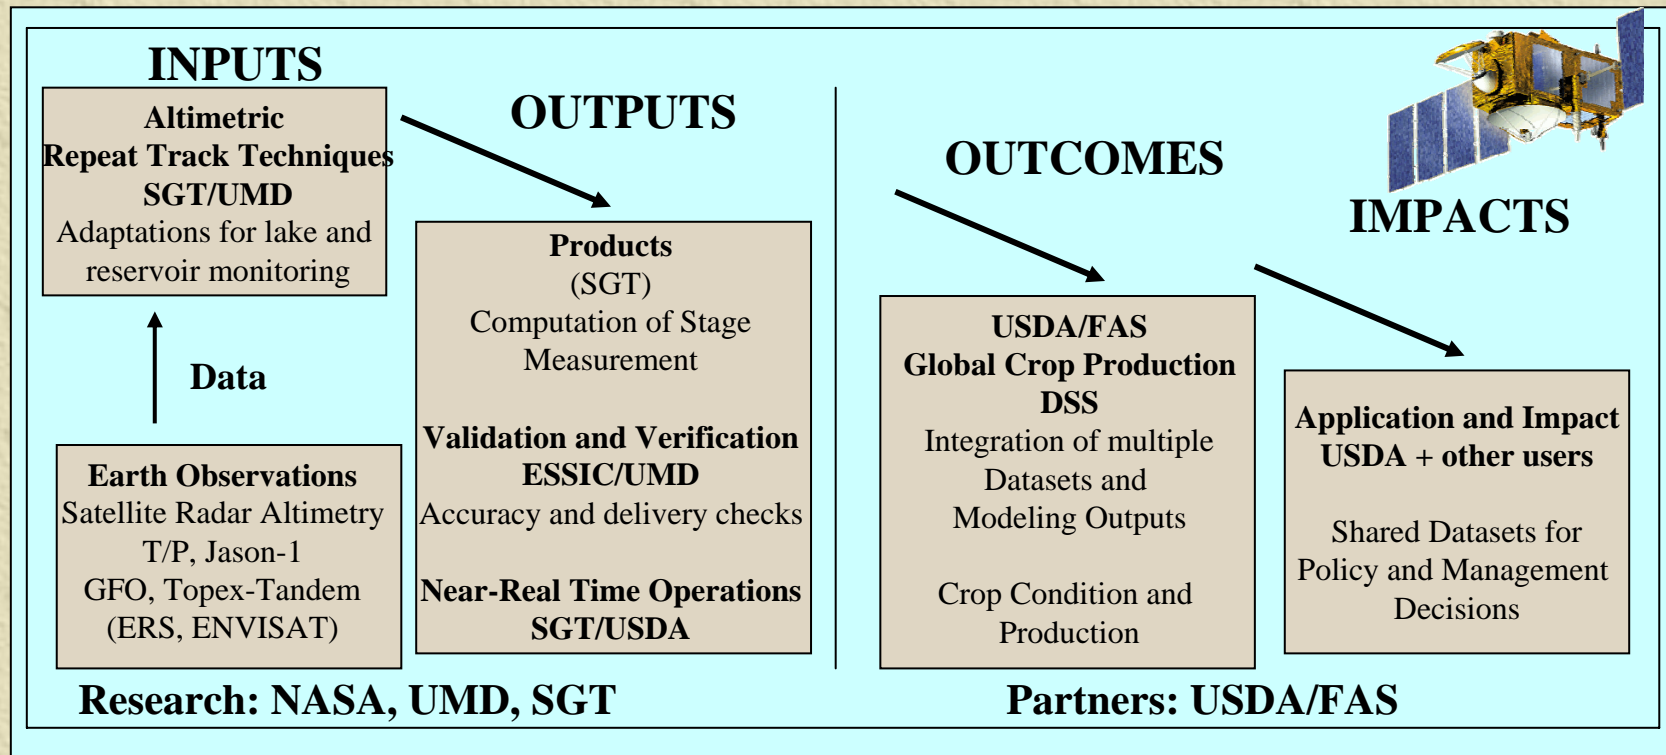 INPUTS
Altimetric
Repeat Track Techniques
SGT/UMD
Adaptations for lake and
reservoir monitoring
Data
Earth Observations
Satellite Radar Altimetry
T/P, Jason-1
GFO, Topex-Tandem
(ERS, ENVISAT)
OUTPUTS
Products
(SGT)
Computation of Stage
Measurement
Validation and Verification
ESSIC/UMD
Accuracy and delivery checks
Near-Real Time Operations
SGT/USDA
Research: NASA, UMD, SGT
OUTCOMES
USDA/FAS
Global Crop Production
DSS
Integration of multiple
Datasets and
Modeling Outputs
Crop Condition and
Production
IMPACTS
Application and Impact
USDA + other users
Shared Datasets for
Policy and Management
Decisions
Partners: USDA/FAS